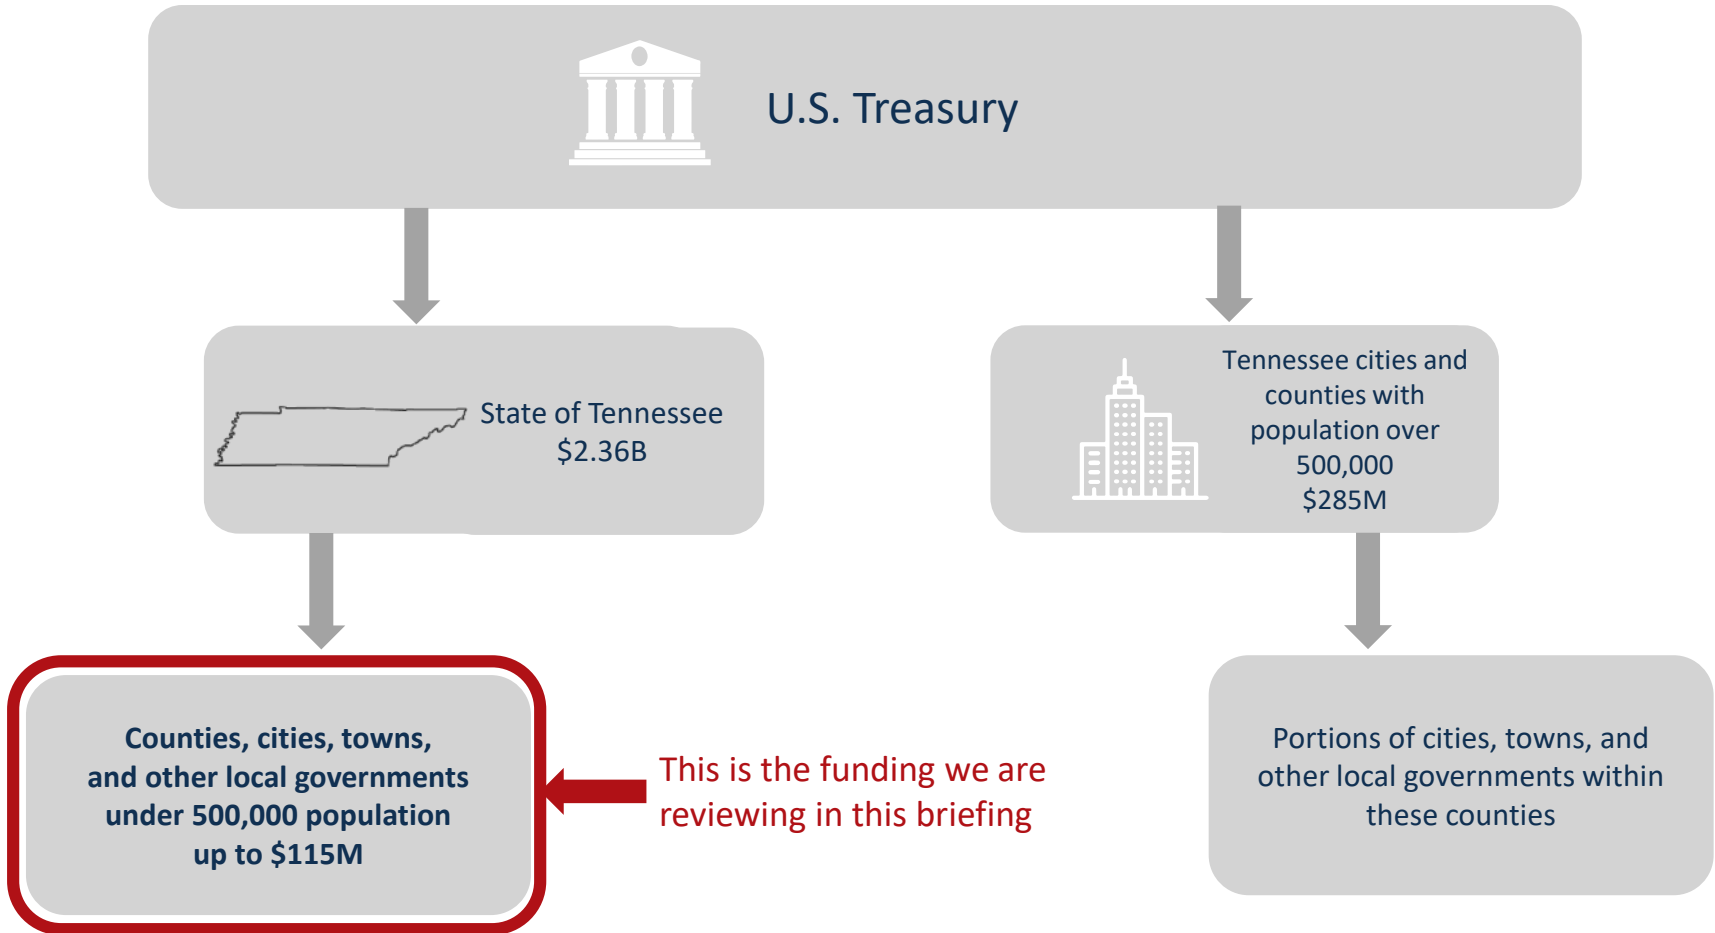 U.S. Treasury
State of Tennessee
$2.36B
Tennessee cities and
counties with
population over
500,000
$285M
Counties, cities, towns,
and other local governments
under 500,000 population
up to $115M
This is the funding we are
reviewing in this briefing
Portions of cities, towns, and
other local governments within
these counties